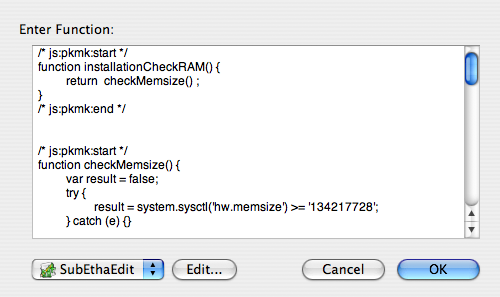 Enter Function:
/* js:pkmk:start */
function installationCheckRAM() {
return  checkMemsize() ;
}
/* js:pkmk:end */
/* js:pkmk:start */
function checkMemsize() {
var result = false;
try {
result = system.sysctl('hw.memsize') >= '134217728';
} catch (e) {}
SubEthaEdit
Edit...
Cancel
OK